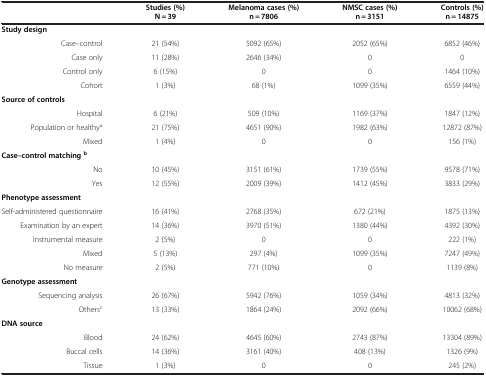 Studies (%) Melanoma cases (%) NMSC cases (%) Controls (%)
N = 39 n = 7806 n = 3151 n = 14875
Study design
Case–control 21 (54%) 5092 (65%) 2052 (65%) 6852 (46%)
Case only 11 (28%) 2646 (34%) 0 0
Control only 6 (15%) 0 0 1464 (10%)
Cohort 1 (3%) 68 (1%) 1099 (35%) 6559 (44%)
Source of controls
Hospital 6 (21%) 509 (10%) 1169 (37%) 1847 (12%)
Population or healthyᵃ 21 (75%) 4651 (90%) 1982 (63%) 12872 (87%)
Mixed 1 (4%) 0 0 156 (1%)
Case–control matching ᵇ
No 10 (45%) 3151 (61%) 1739 (55%) 9578 (71%)
Yes 12 (55%) 2009 (39%) 1412 (45%) 3833 (29%)
Phenotype assessment
Self-administered questionnaire 16 (41%) 2768 (35%) 672 (21%) 1875 (13%)
Examination by an expert 14 (36%) 3970 (51%) 1380 (44%) 4392 (30%)
Instrumental measure 2 (5%) 0 0 222 (1%)
Mixed 5 (13%) 297 (4%) 1099 (35%) 7247 (49%)
No measure 2 (5%) 771 (10%) 0 1139 (8%)
Genotype assessment
Sequencing analysis 26 (67%) 5942 (76%) 1059 (34%) 4813 (32%)
Othersᶜ 13 (33%) 1864 (24%) 2092 (66%) 10062 (68%)
DNA source
Blood 24 (62%) 4645 (60%) 2743 (87%) 13304 (89%)
Buccal cells 14 (36%) 3161 (40%) 408 (13%) 1326 (9%)
Tissue 1 (3%) 0 0 245 (2%)